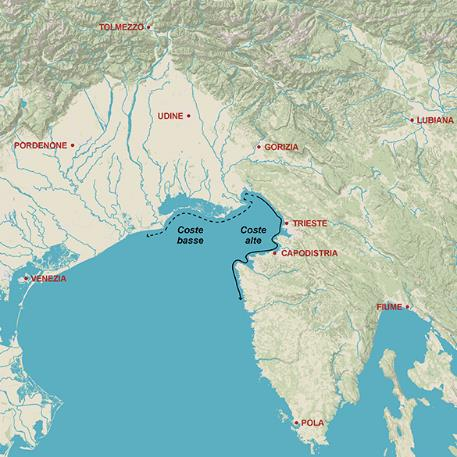 TOLMEZZO
UDINE
LUBIANA
PORDENONE
GORIZIA
TRIESTE
Coste
basse
Coste
alte
CAPODISTRIA
VENEZIA
FIUME
POLA